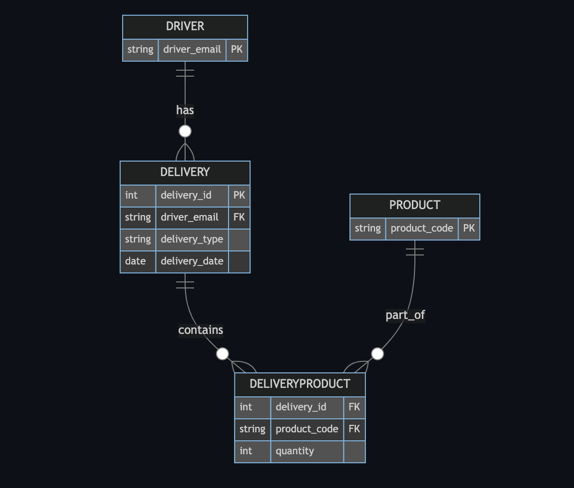 DRIVER
string driver_email PK
has
DELIVERY
int delivery_id PK
string driver_email FK
string delivery_type
date delivery_date
PRODUCT
string product_code PK
contains
part_of
DELIVERYPRODUCT
int delivery_id FK
string product_code FK
int quantity